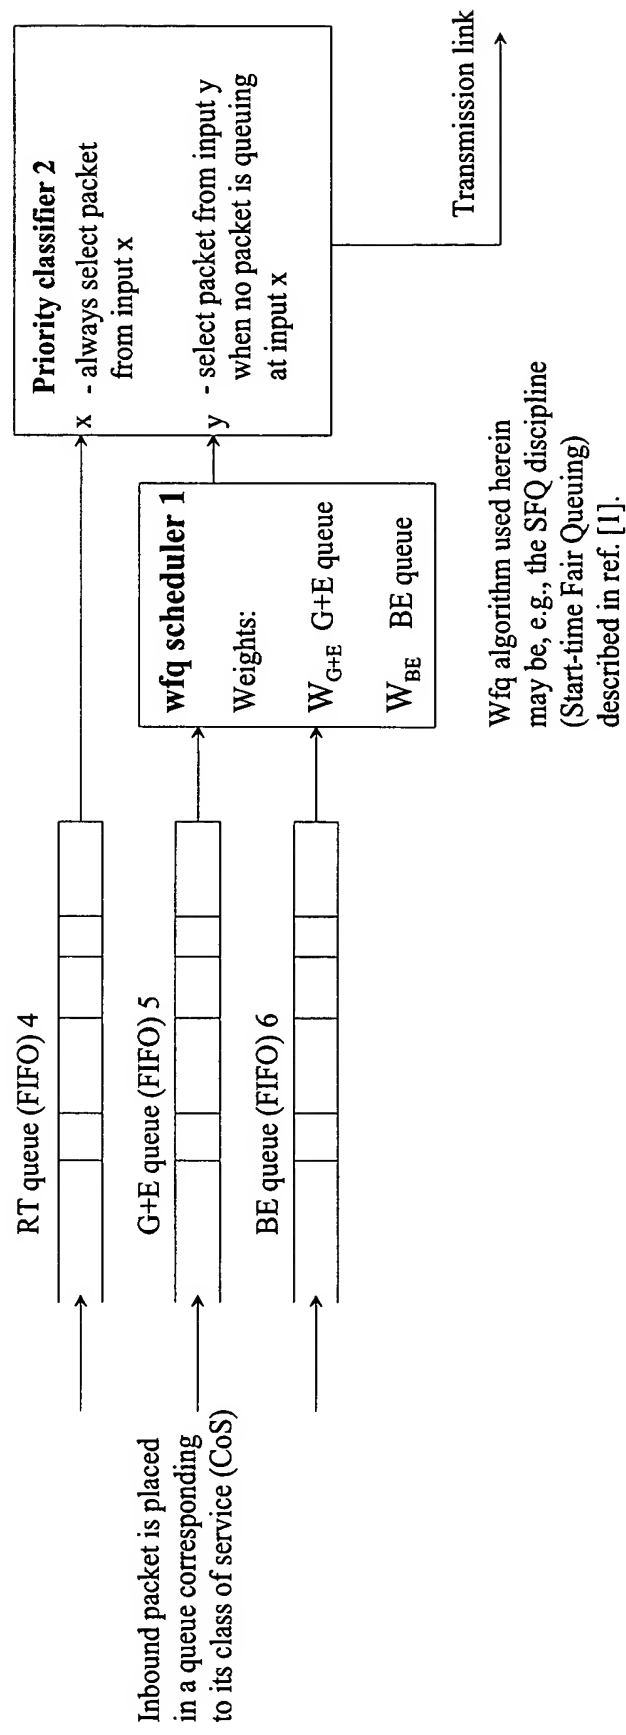 Inbound packet is placed
in a queue corresponding
to its class of service (CoS)
RT queue (FIFO) 4
G+E queue (FIFO) 5
BE queue (FIFO) 6
wfq scheduler 1
Weights:
W_G+E G+E queue
W_BE BE queue
Priority classifier 2
x - always select packet
from input x
y - select packet from input y
when no packet is queuing
at input x
Transmission link
Wfq algorithm used herein
may be, e.g., the SFQ discipline
(Start-time Fair Queuing)
described in ref. [1].